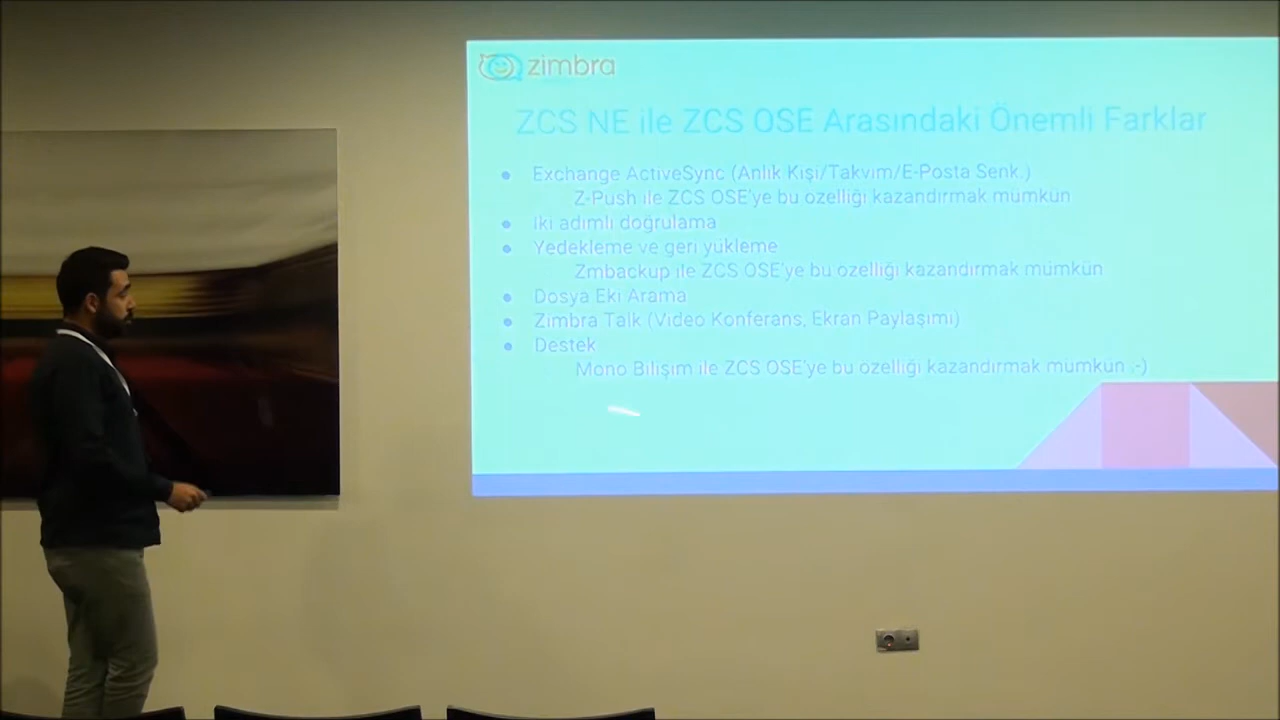 zimbra
ZCS NE ile ZCS OSE Arasındaki Önemli Farklar
Exchange ActiveSync (Anlık Kişi/Takvim/E-Posta Senk.)
Z-Push ile ZCS OSE'ye bu özelliği kazandırmak mümkün
İki adımlı doğrulama
Yedekleme ve geri yükleme
Zmbackup ile ZCS OSE'ye bu özelliği kazandırmak mümkün
Dosya Eki Arama
Zimbra Talk (Video Konferans, Ekran Paylaşımı)
Destek
Mono Bilişim ile ZCS OSE'ye bu özelliği kazandırmak mümkün :-)